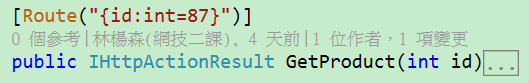 [Route("{id:int=87}")]
0 個參考|林楊森(網技二課), 4 天前|1 位作者，1 項變更
public IHttpActionResult GetProduct(int id)...